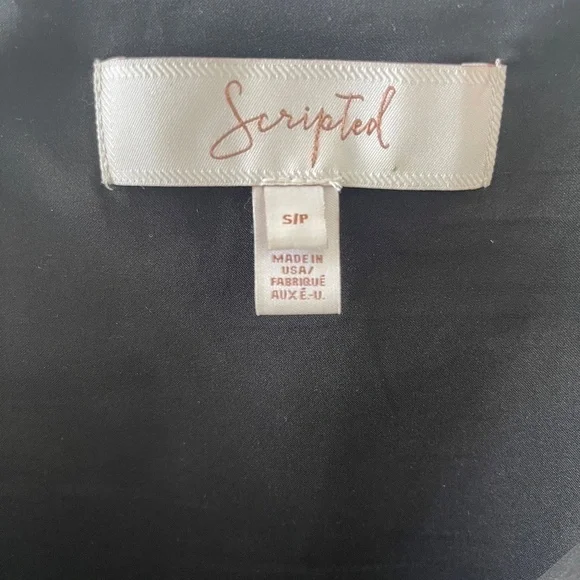 Scripted
S/P
MADE IN
USA/
FABRIQUÉ
AUX É.-U.